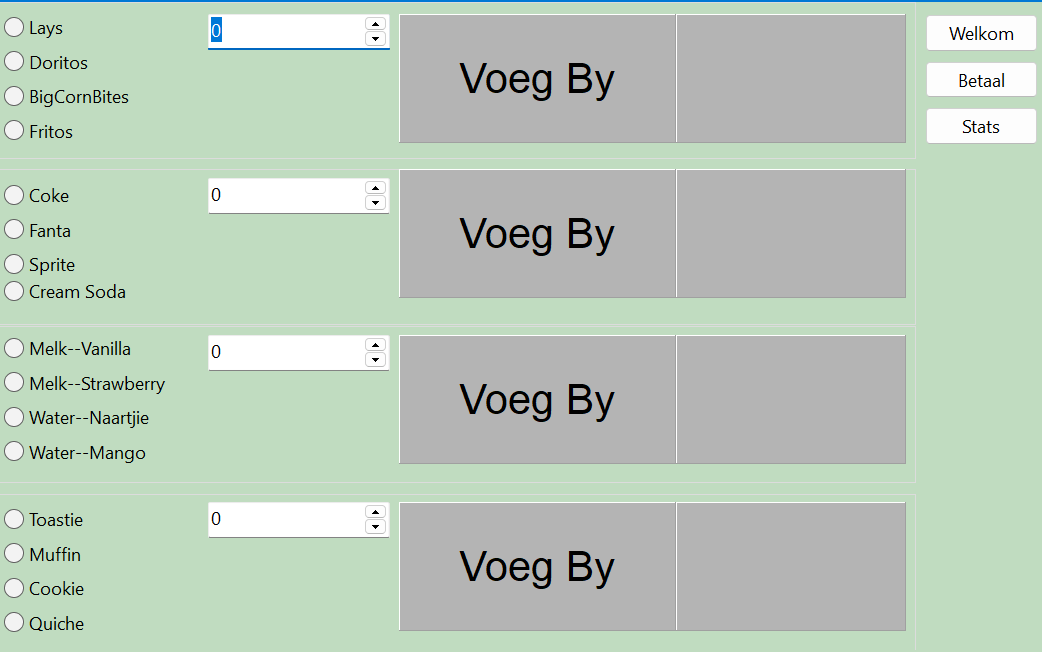 Lays
0
Voeg By
Welkom
Doritos
Betaal
BigCornBites
Stats
Fritos
Coke
0
Voeg By
Fanta
Sprite
Cream Soda
Melk--Vanilla
0
Voeg By
Melk--Strawberry
Water--Naartjie
Water--Mango
Toastie
0
Voeg By
Muffin
Cookie
Quiche